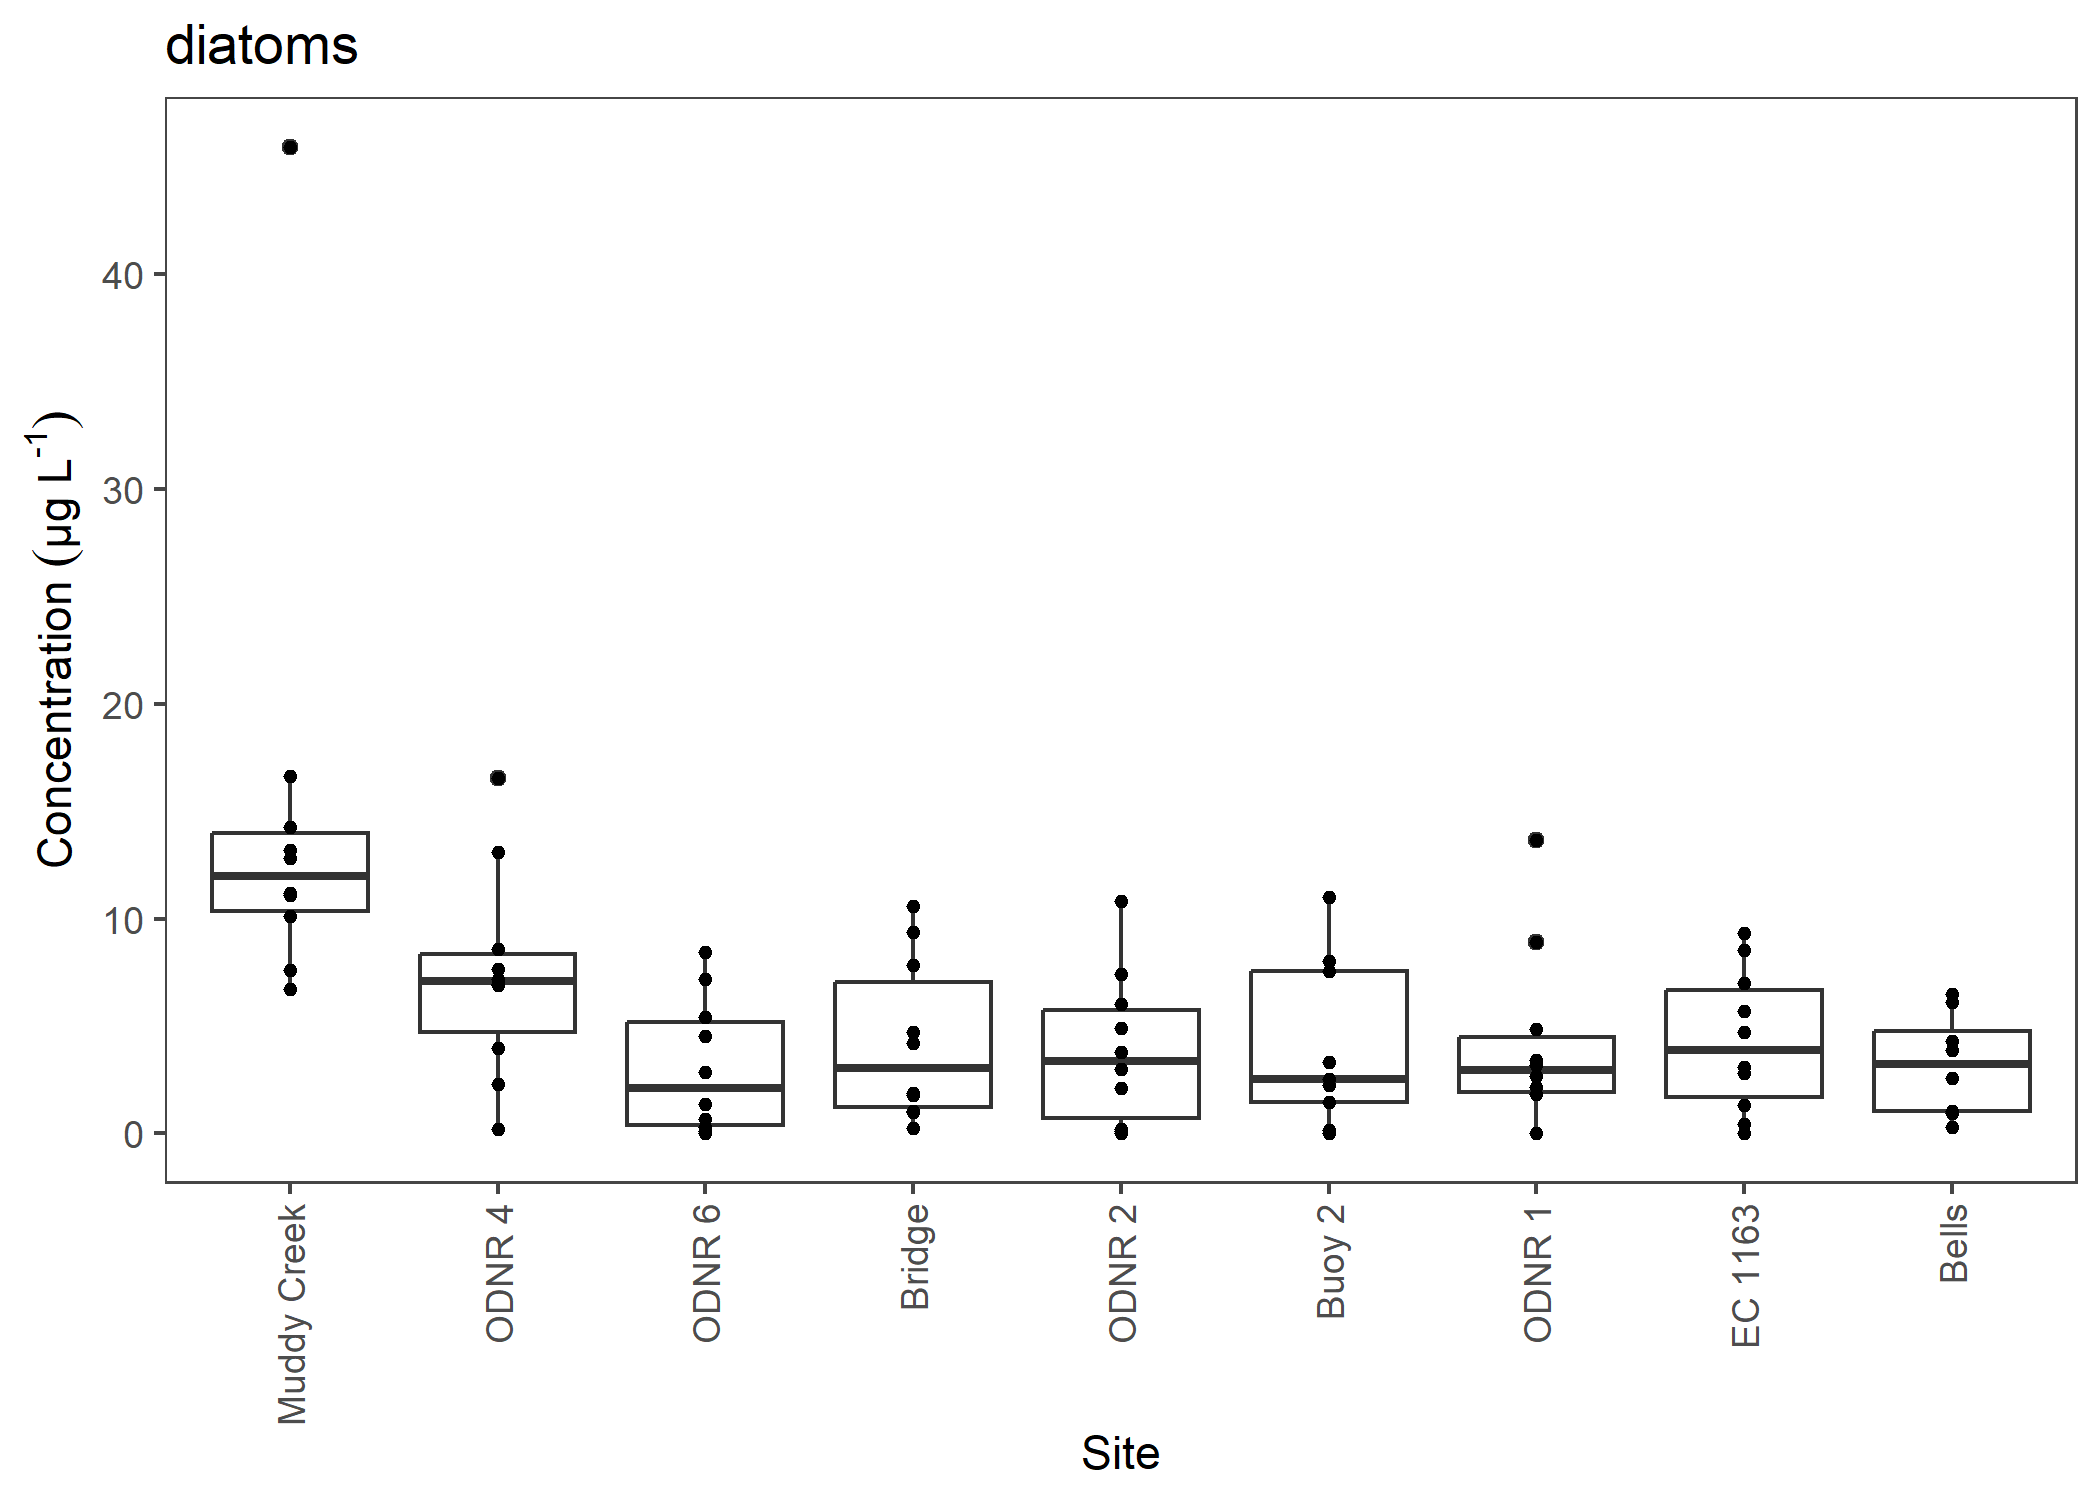 diatoms
Concentration (µg L⁻¹)
40
30
20
10
0
Muddy Creek
ODNR 4
ODNR 6
Bridge
ODNR 2
Buoy 2
ODNR 1
EC 1163
Bells
Site